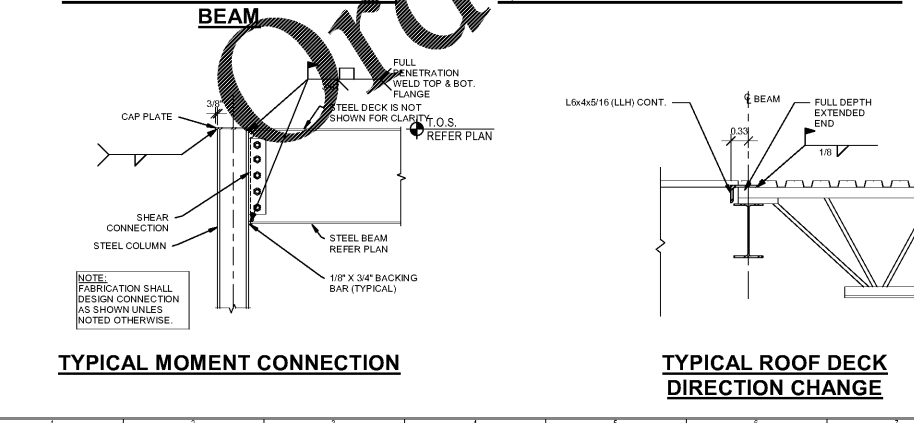 BEAM
Ord
FULL
PENETRATION
WELD TOP & BOT.
FLANGE
3/8"
STEEL DECK IS NOT
SHOWN FOR CLARITY
CAP PLATE
T.O.S.
REFER PLAN
SHEAR
CONNECTION
STEEL COLUMN
STEEL BEAM
REFER PLAN
1/8" X 3/4" BACKING
BAR (TYPICAL)
NOTE:
FABRICATION SHALL
DESIGN CONNECTION
AS SHOWN UNLES
NOTED OTHERWISE.
TYPICAL MOMENT CONNECTION
L6x4x5/16 (LLH) CONT.
℄ BEAM
FULL DEPTH
EXTENDED
END
0.33
1/8
TYPICAL ROOF DECK
DIRECTION CHANGE